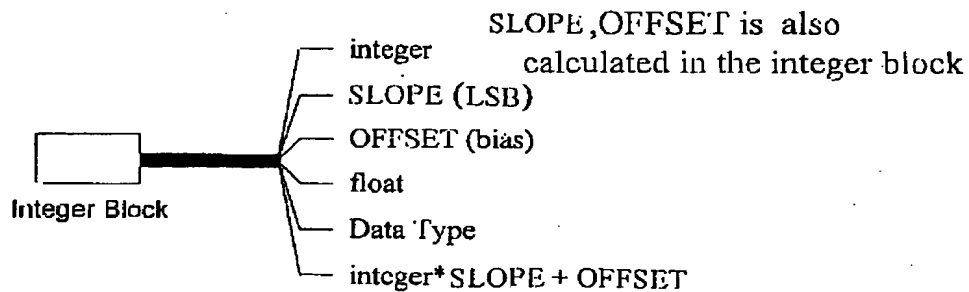 SLOPE,OFFSET is also
calculated in the integer block
integer
SLOPE (LSB)
OFFSET (bias)
float
Data Type
integer* SLOPE + OFFSET
Integer Block